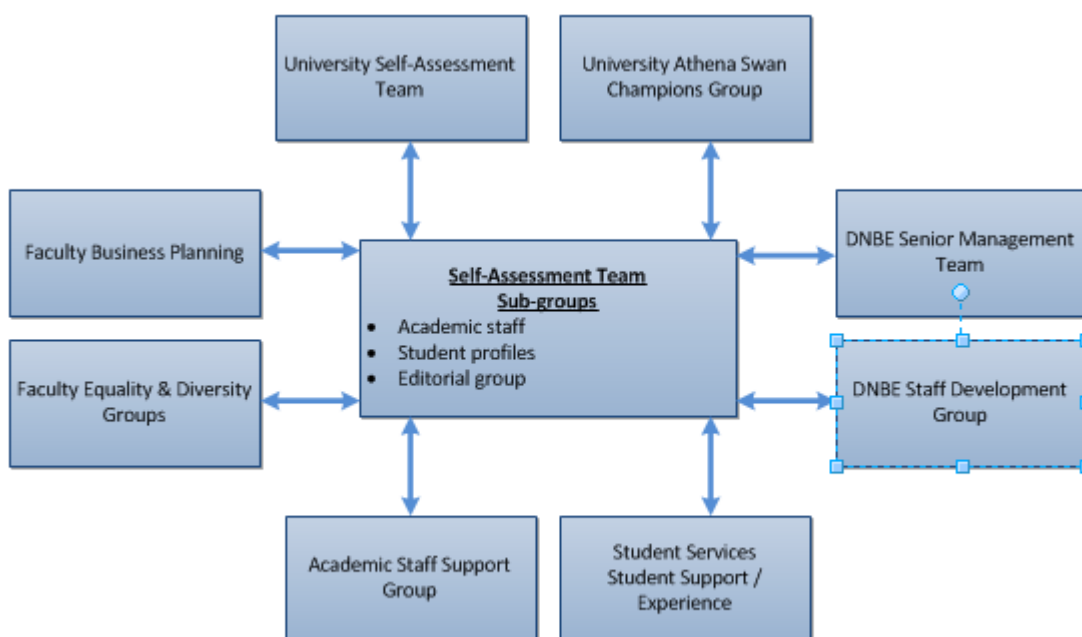 University Self-Assessment
Team
University Athena Swan
Champions Group
Faculty Business Planning
DNBE Senior Management
Team
Self-Assessment Team
Sub-groups
• Academic staff
• Student profiles
• Editorial group
Faculty Equality & Diversity
Groups
DNBE Staff Development
Group
Academic Staff Support
Group
Student Services
Student Support /
Experience